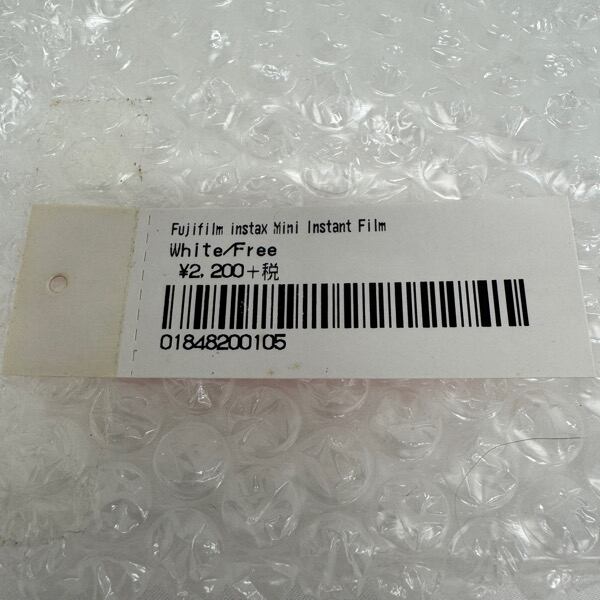 Fujifilm instax Mini Instant Film
White/Free
¥2,200+税
01848200105